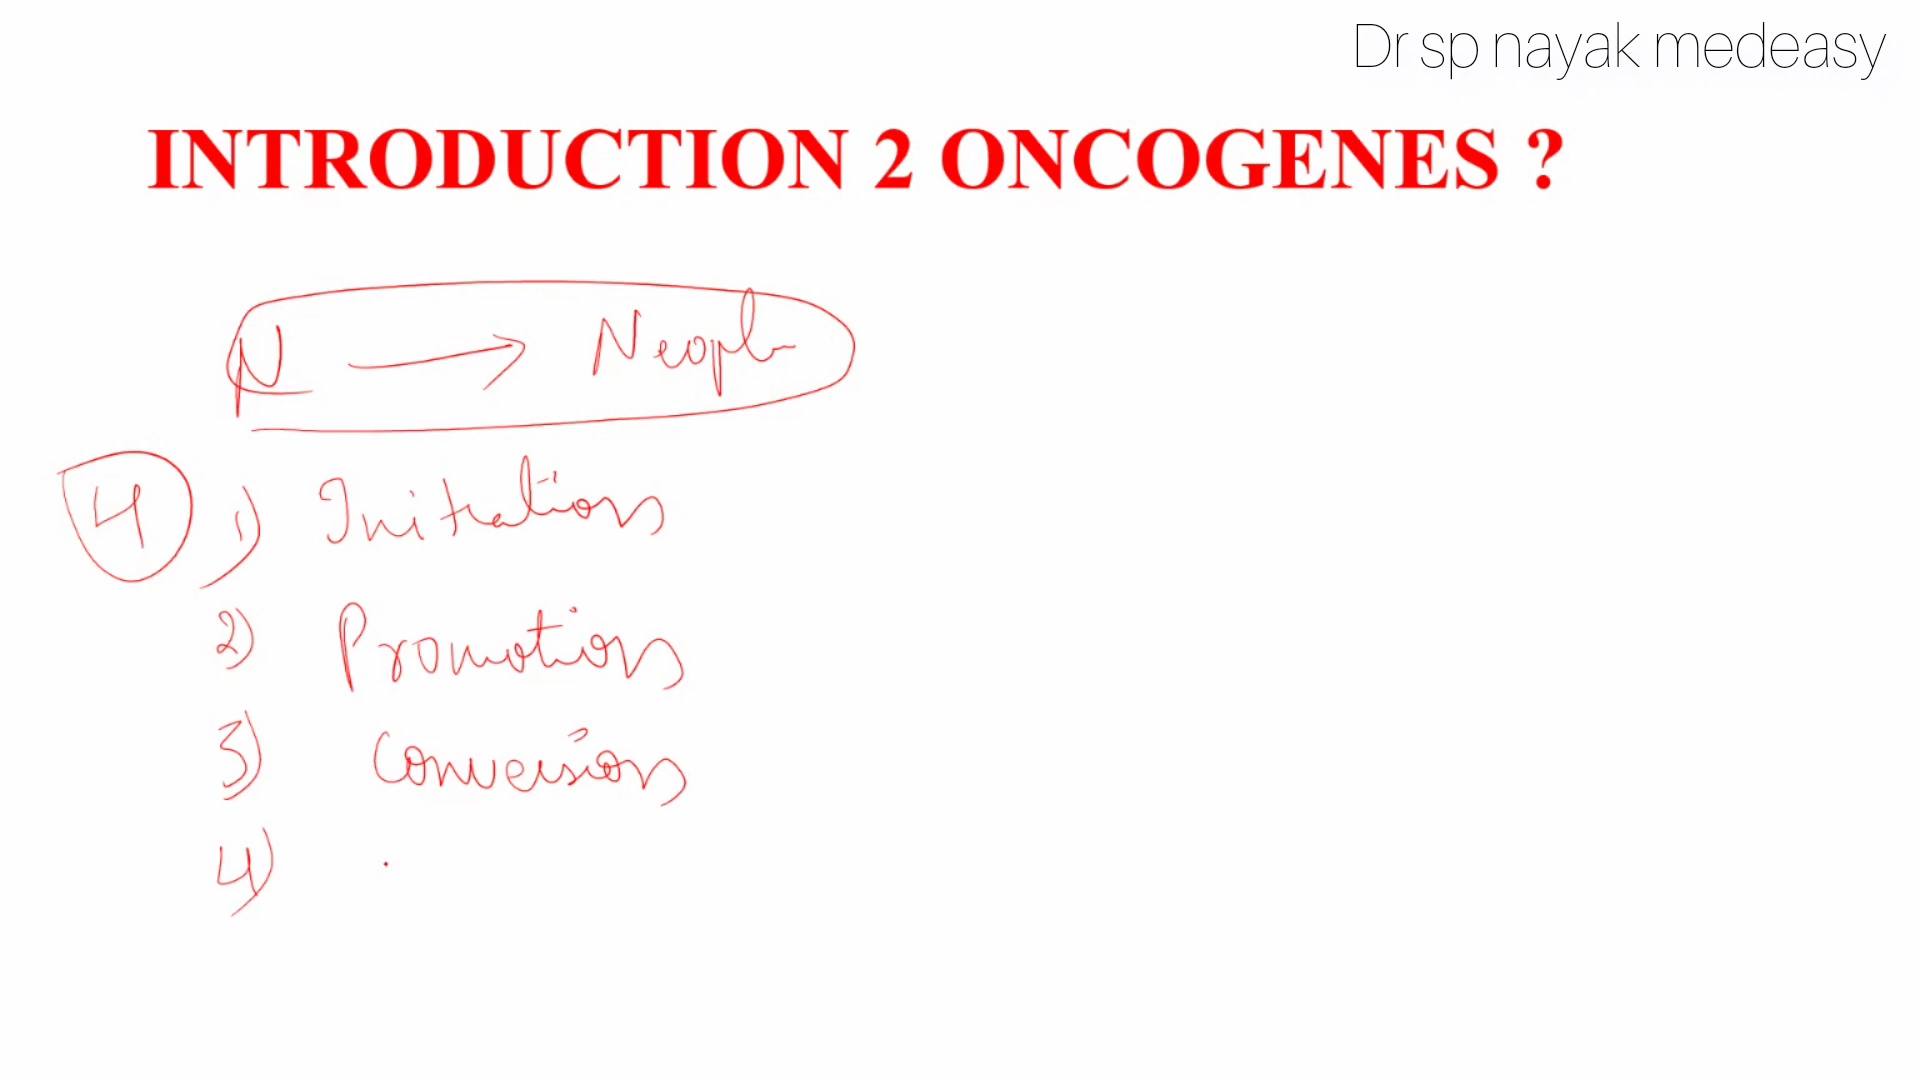 Dr sp nayak medeasy
INTRODUCTION 2 ONCOGENES ?
N → Neopl
4
1) Initiation
2) Promotion
3) Conversion
4) .